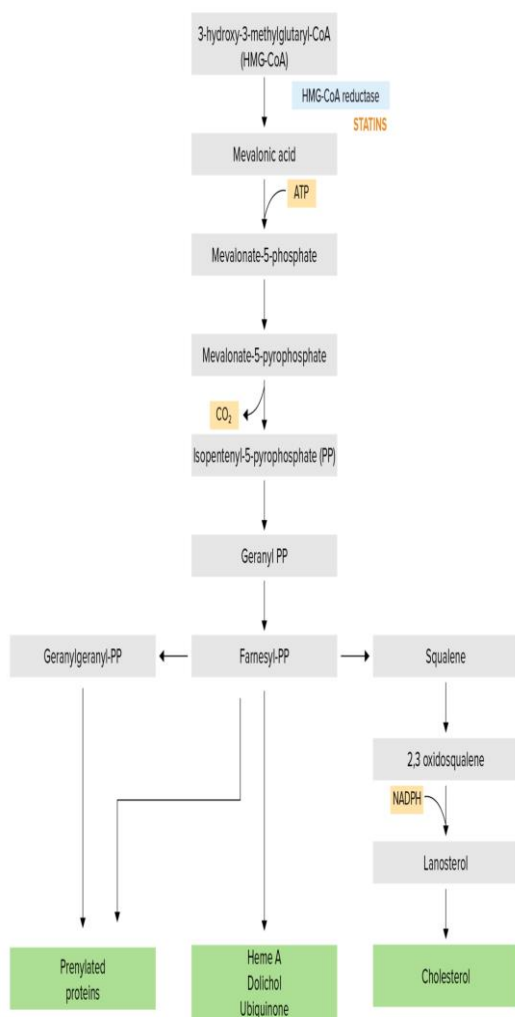 3-hydroxy-3-methylglutaryl-CoA
(HMG-CoA)
HMG-CoA reductase
STATINS
Mevalonic acid
ATP
Mevalonate-5-phosphate
Mevalonate-5-pyrophosphate
CO₂
Isopentenyl-5-pyrophosphate (PP)
Geranyl PP
Geranylgeranyl-PP
Farnesyl-PP
Squalene
2,3 oxidosqualene
NADPH
Lanosterol
Prenylated
proteins
Heme A
Dolichol
Ubiquinone
Cholesterol